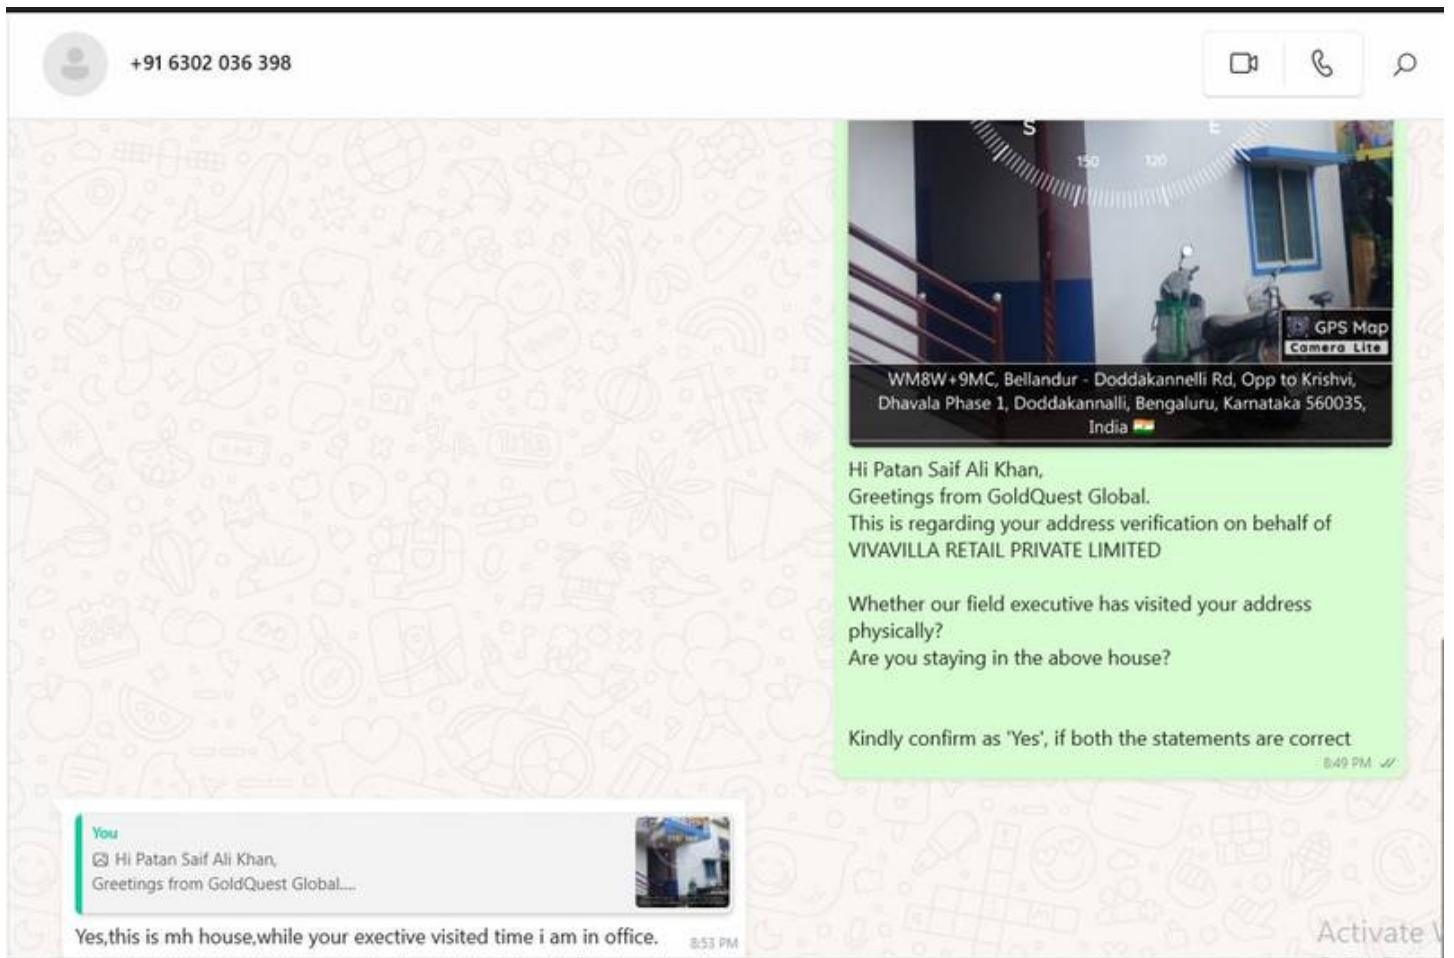 +91 6302 036 398
S
E
150
120
GPS Map
Camera Lite
WM8W+9MC, Bellandur - Doddakannelli Rd, Opp to Krishvi,
Dhavala Phase 1, Doddakannalli, Bengaluru, Karnataka 560035,
India
Hi Patan Saif Ali Khan,
Greetings from GoldQuest Global.
This is regarding your address verification on behalf of
VIVAVILLA RETAIL PRIVATE LIMITED
Whether our field executive has visited your address
physically?
Are you staying in the above house?
Kindly confirm as 'Yes', if both the statements are correct
8:49 PM
You
Hi Patan Saif Ali Khan,
Greetings from GoldQuest Global....
Yes,this is mh house,while your exective visited time i am in office.
8:53 PM
Activate